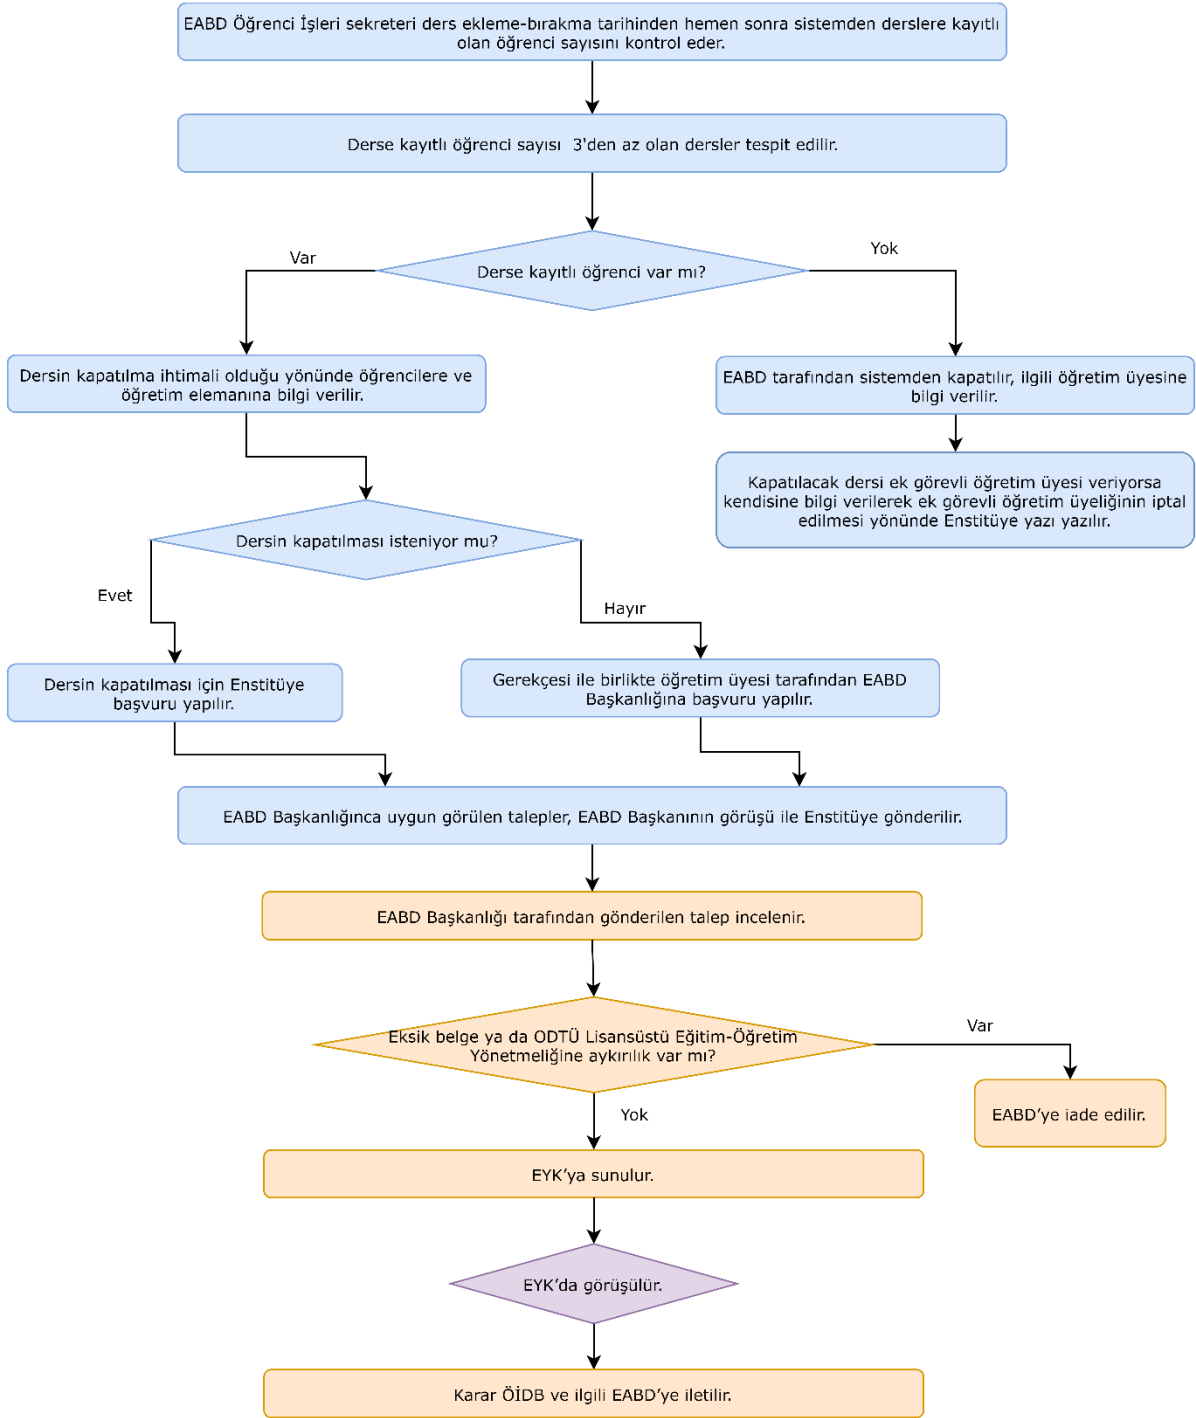 EABD Öğrenci İşleri sekreteri ders ekleme-bırakma tarihinden hemen sonra sistemden derslere kayıtlı
olan öğrenci sayısını kontrol eder.
Derse kayıtlı öğrenci sayısı  3'den az olan dersler tespit edilir.
Derse kayıtlı öğrenci var mı?
Var
Yok
Dersin kapatılma ihtimali olduğu yönünde öğrencilere ve
öğretim elemanına bilgi verilir.
EABD tarafından sistemden kapatılır, ilgili öğretim üyesine
bilgi verilir.
Kapatılacak dersi ek görevli öğretim üyesi veriyorsa
kendisine bilgi verilerek ek görevli öğretim üyeliğinin iptal
edilmesi yönünde Enstitüye yazı yazılır.
Dersin kapatılması isteniyor mu?
Evet
Hayır
Dersin kapatılması için Enstitüye
başvuru yapılır.
Gerekçesi ile birlikte öğretim üyesi tarafından EABD
Başkanlığına başvuru yapılır.
EABD Başkanlığınca uygun görülen talepler, EABD Başkanının görüşü ile Enstitüye gönderilir.
EABD Başkanlığı tarafından gönderilen talep incelenir.
Eksik belge ya da ODTÜ Lisansüstü Eğitim-Öğretim
Yönetmeliğine aykırılık var mı?
Var
EABD’ye iade edilir.
Yok
EYK’ya sunulur.
EYK’da görüşülür.
Karar ÖİDB ve ilgili EABD’ye iletilir.